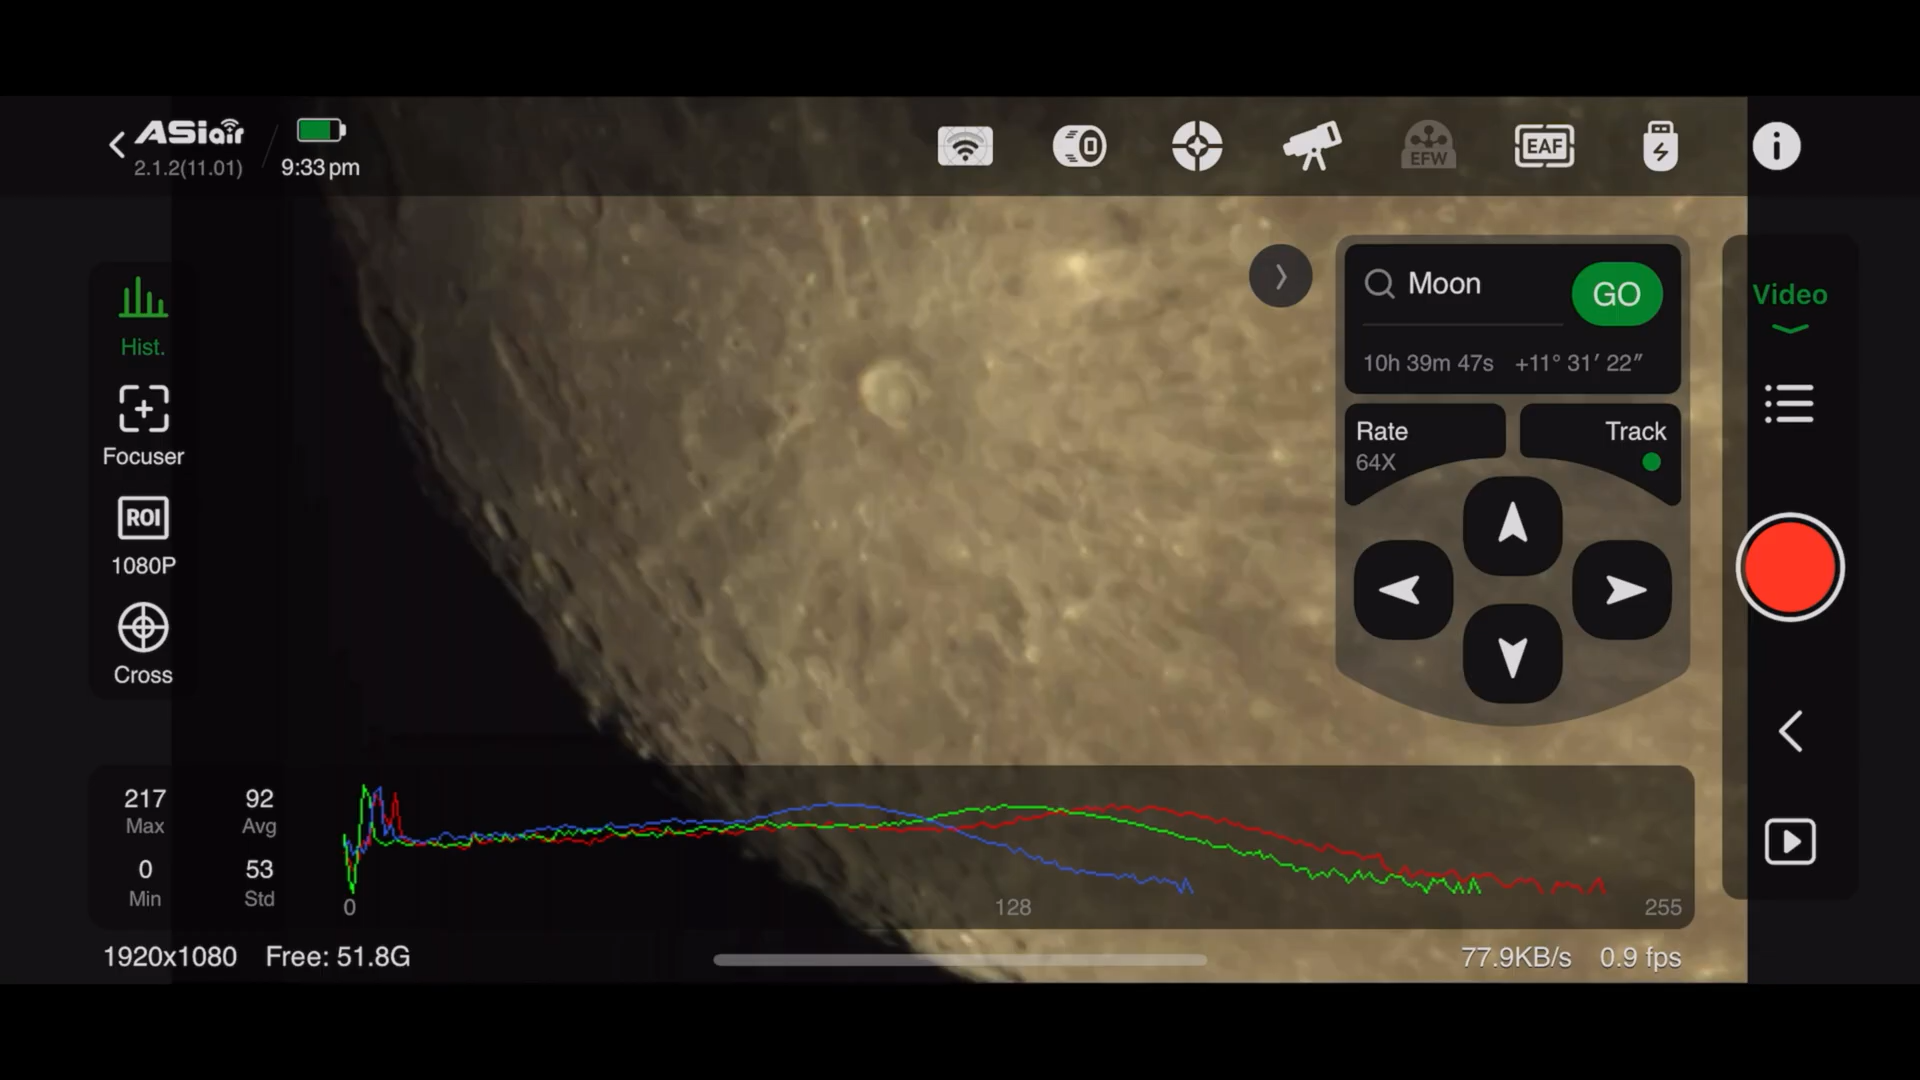 ASiair
2.1.2(11.01)
9:33 pm
EFW
EAF
Hist.
Focuser
ROI
1080P
Cross
Moon
GO
10h 39m 47s +11° 31′ 22″
Rate
64X
Track
Video
217
Max
92
Avg
0
Min
53
Std
0
128
255
1920x1080 Free: 51.8G
77.9KB/s 0.9 fps